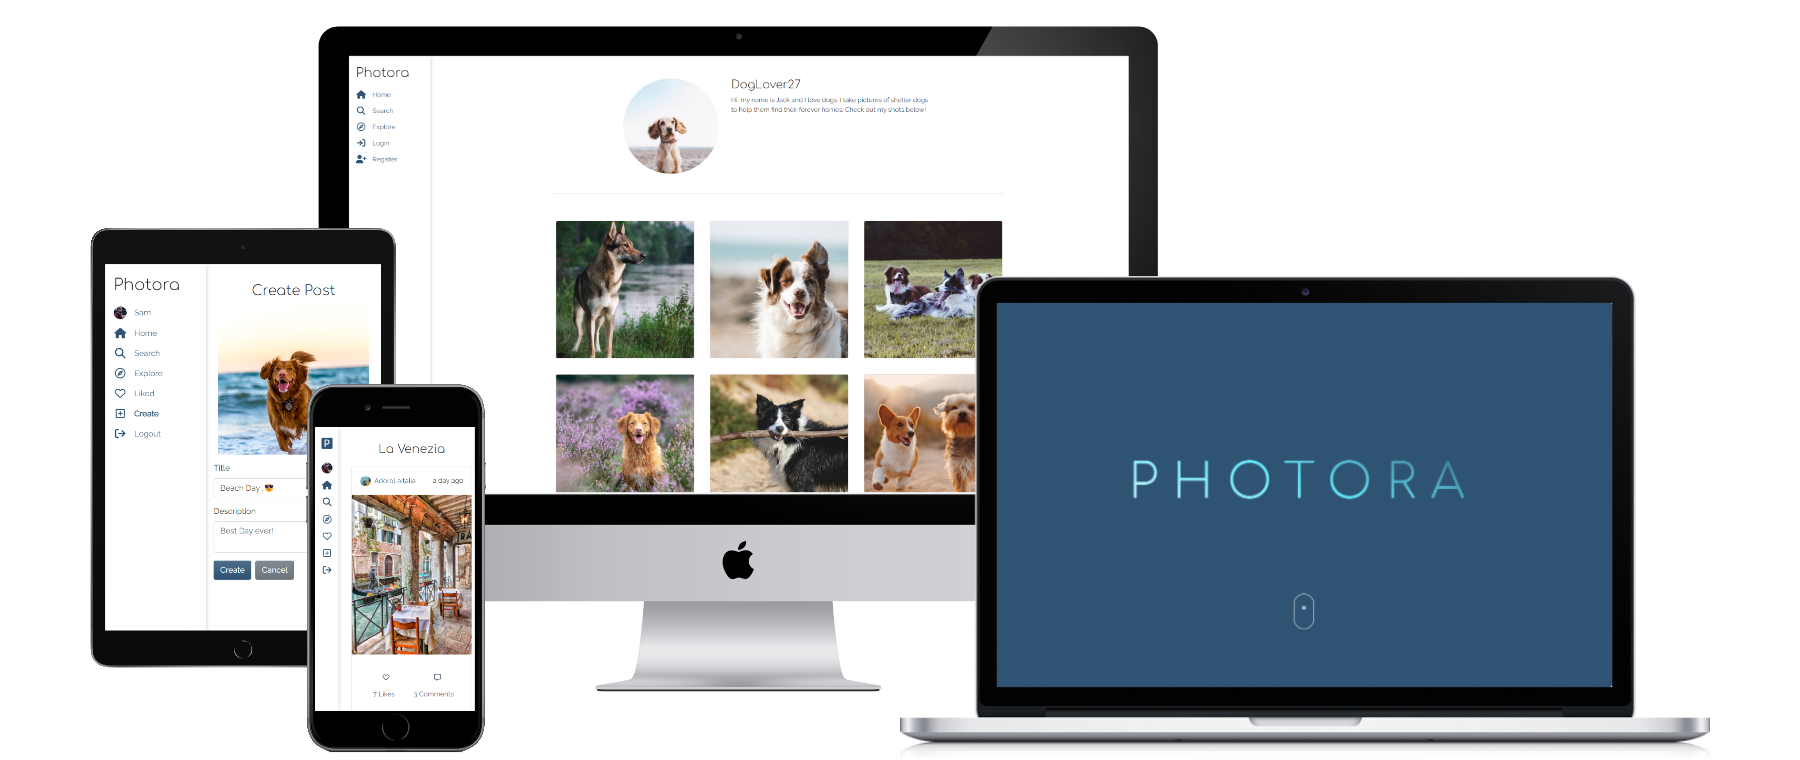 Photora
Home
Search
Explore
Login
Register
DogLover27
Hi, my name is Jack and I love dogs. I take pictures of shelter dogs
to help them find their forever homes. Check out my shots below!
Photora
Sam
Home
Search
Explore
Liked
Create
Logout
Create Post
Title
Beach Day 😎
Description
Best Day ever!
Create
Cancel
P
La Venezia
AdoroLaItalia
a day ago
TRA
7 Likes
3 Comments
PHOTORA